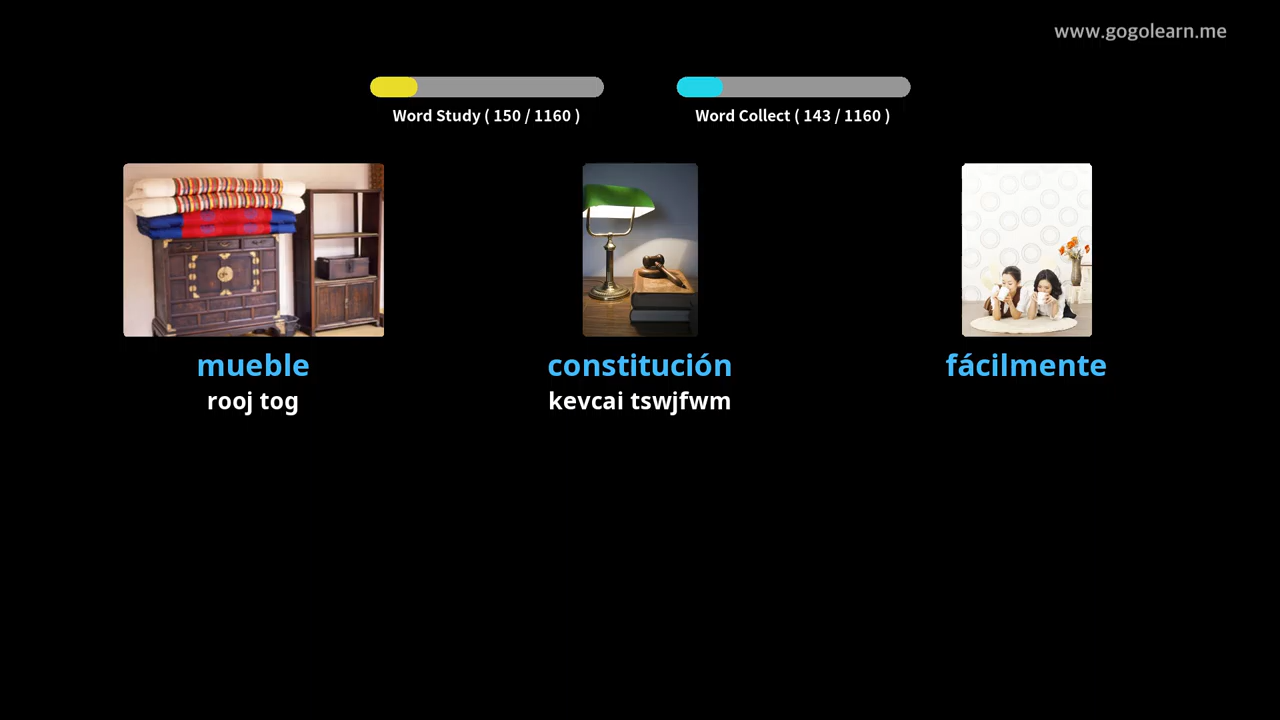 www.gogolearn.me
Word Study ( 150 / 1160 )
Word Collect ( 143 / 1160 )
mueble
rooj tog
constitución
kevcai tswjfwm
fácilmente